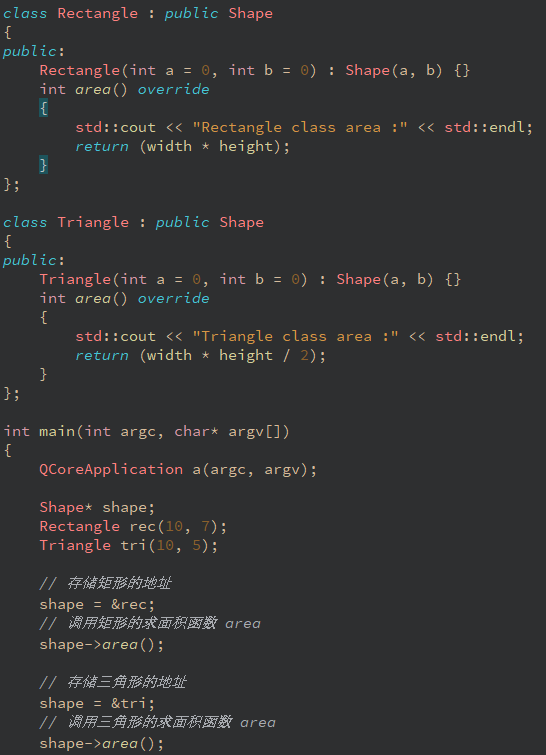 class Rectangle : public Shape
{
public:
    Rectangle(int a = 0, int b = 0) : Shape(a, b) {}
    int area() override
    {
        std::cout << "Rectangle class area :" << std::endl;
        return (width * height);
    }
};

class Triangle : public Shape
{
public:
    Triangle(int a = 0, int b = 0) : Shape(a, b) {}
    int area() override
    {
        std::cout << "Triangle class area :" << std::endl;
        return (width * height / 2);
    }
};

int main(int argc, char* argv[])
{
    QCoreApplication a(argc, argv);

    Shape* shape;
    Rectangle rec(10, 7);
    Triangle tri(10, 5);

    // 存储矩形的地址
    shape = &rec;
    // 调用矩形的求面积函数 area
    shape->area();

    // 存储三角形的地址
    shape = &tri;
    // 调用三角形的求面积函数 area
    shape->area();